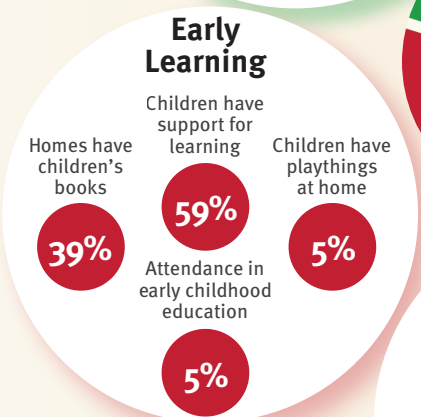 Early
Learning
Children have
support for
learning
59%
Homes have
children's
books
39%
Children have
playthings
at home
5%
Attendance in
early childhood
education
5%